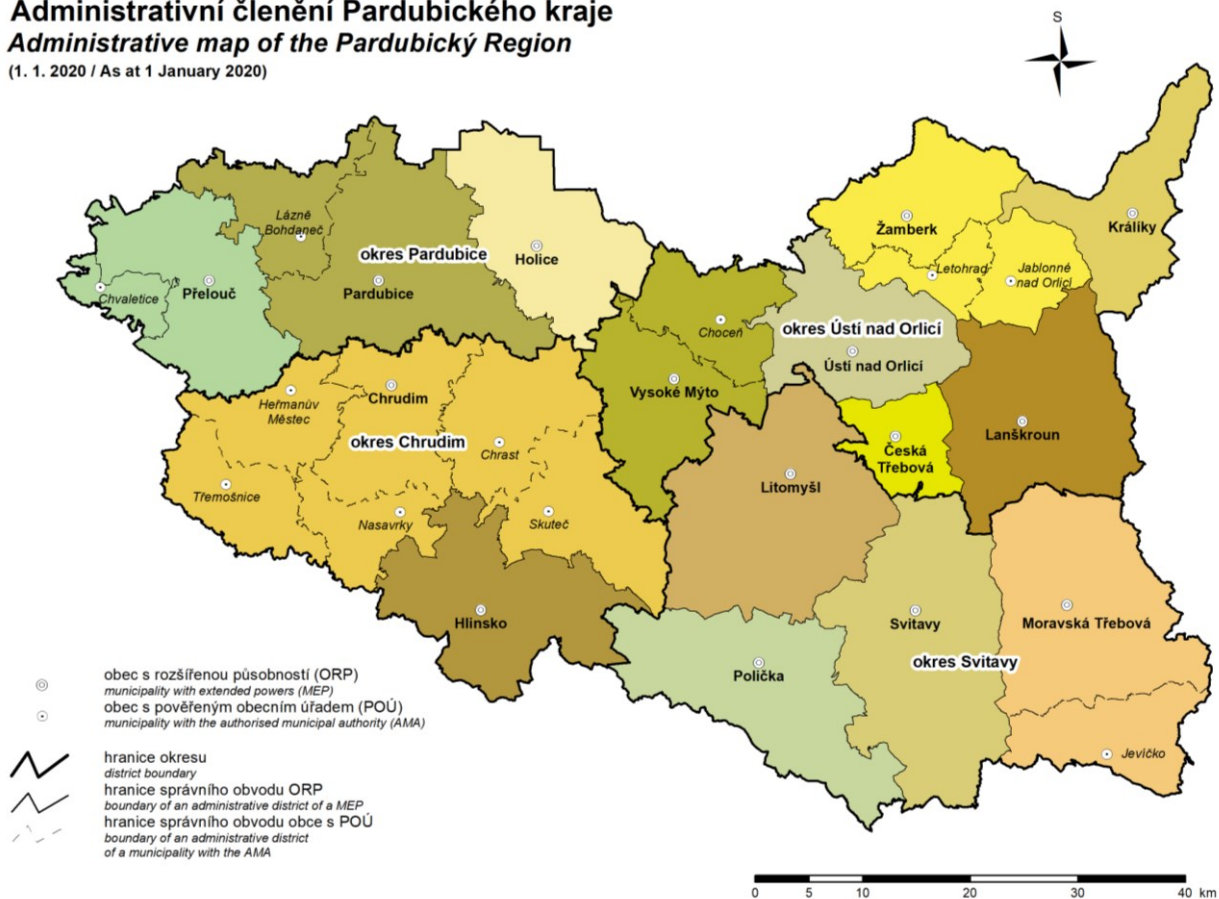 Administrativní členění Pardubického kraje
Administrative map of the Pardubický Region
(1. 1. 2020 / As at 1 January 2020)
S
Žamberk
Králíky
Letohrad
Jablonné
nad Orlicí
Lázně
Bohdaneč
okres Pardubice
Holice
Chvaletice
Přelouč
Pardubice
Choceň
okres Ústí nad Orlicí
Ústí nad Orlicí
Vysoké Mýto
Heřmanův
Městec
Chrudim
okres Chrudim
Chrast
Lanškroun
Česká
Třebová
Litomyšl
Třemošnice
Nasavrky
Skuteč
Hlinsko
Svitavy
Moravská Třebová
okres Svitavy
Polička
Jevíčko
obec s rozšířenou působností (ORP)
municipality with extended powers (MEP)
obec s pověřeným obecním úřadem (POÚ)
municipality with the authorised municipal authority (AMA)
hranice okresu
district boundary
hranice správního obvodu ORP
boundary of an administrative district of a MEP
hranice správního obvodu obce s POÚ
boundary of an administrative district
of a municipality with the AMA
0 5 10 20 30 40 km